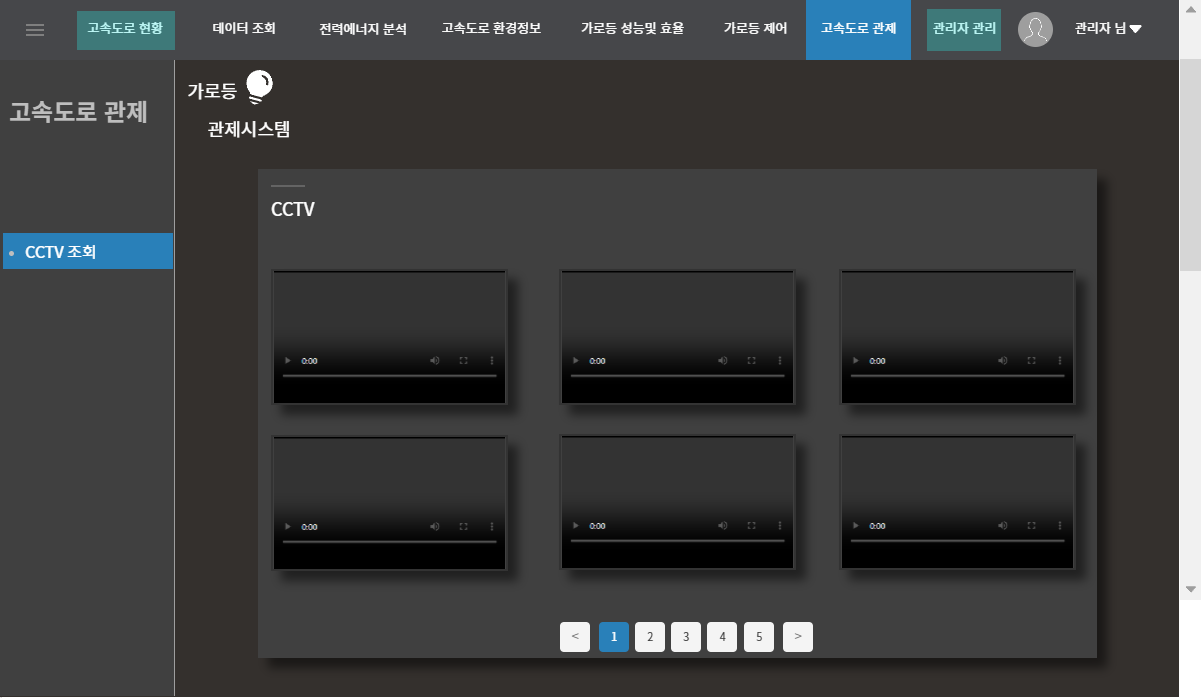 고속도로 현황 데이터 조회 전력에너지 분석 고속도로 환경정보 가로등 성능및 효율 가로등 제어 고속도로 관제 관리자 관리 관리자 님
고속도로 관제
CCTV 조회
가로등
관제시스템
CCTV
0:00 0:00 0:00
0:00 0:00 0:00
< 1 2 3 4 5 >